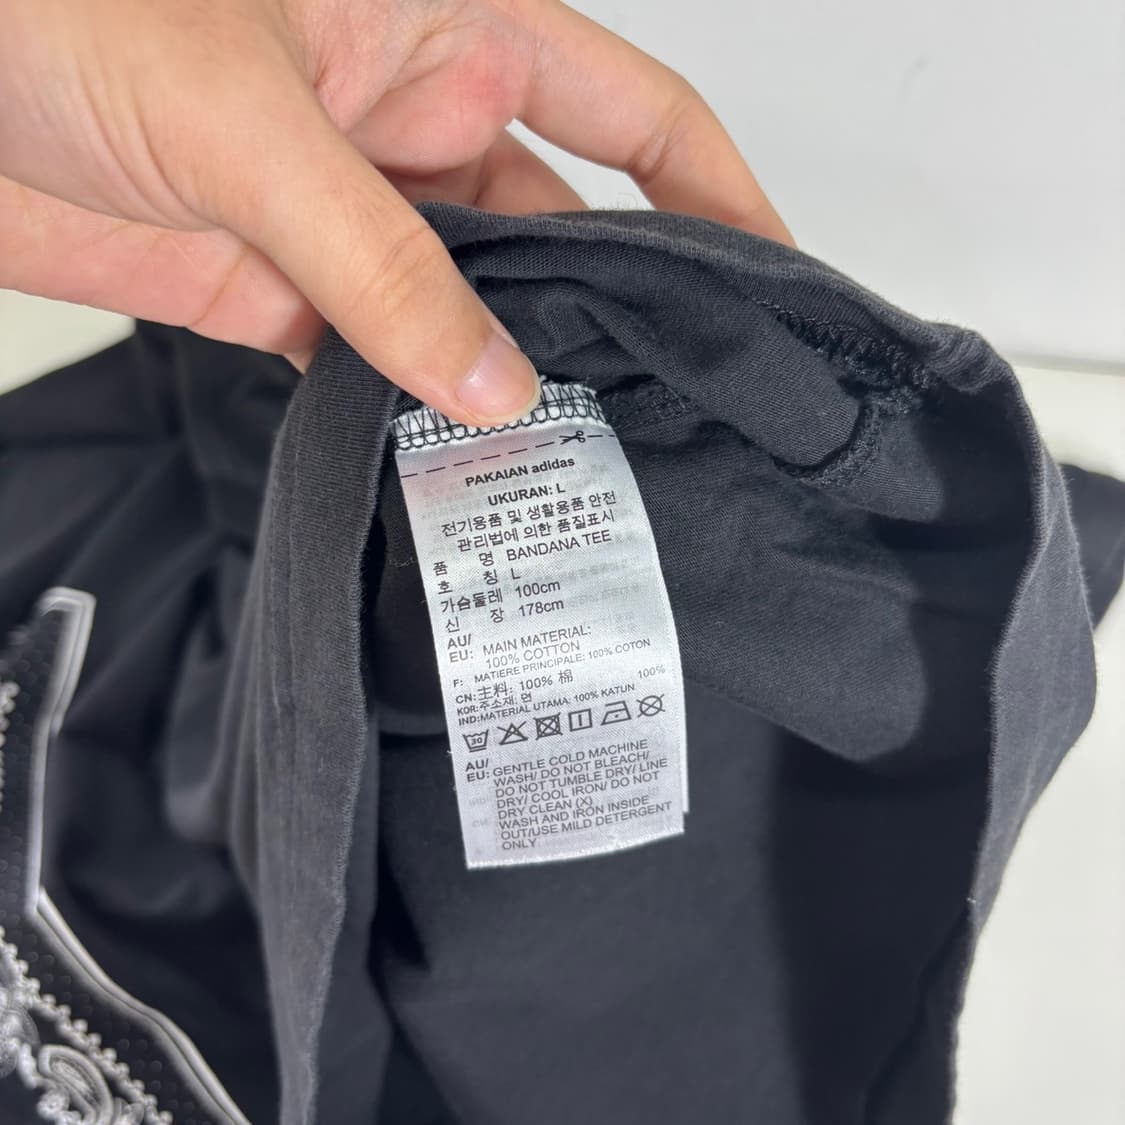 PAKAIAN adidas
UKURAN: L
전기용품 및 생활용품 안전
관리법에 의한 품질표시
품 명 BANDANA TEE
호 칭 L
가슴둘레 100cm
신 장 178cm
AU/
EU: MAIN MATERIAL:
100% COTTON
F: MATIERE PRINCIPALE: 100% COTON
CN:主料: 100% 棉
KOR:주소재: 면 100%
IND:MATERIAL UTAMA: 100% KATUN
30
AU/
EU: GENTLE COLD MACHINE
WASH/ DO NOT BLEACH/
DO NOT TUMBLE DRY/ LINE
DRY/ COOL IRON/ DO NOT
DRY CLEAN (X)
WASH AND IRON INSIDE
OUT/USE MILD DETERGENT
ONLY